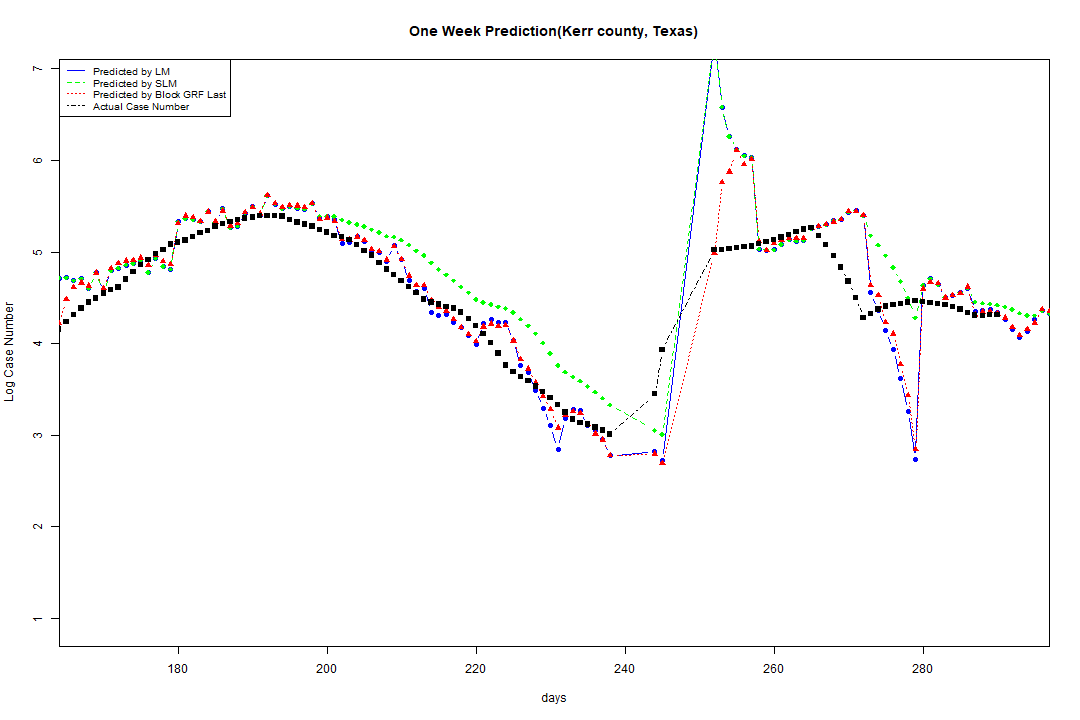 One Week Prediction(Kerr county, Texas)
Predicted by LM
Predicted by SLM
Predicted by Block GRF Last
Actual Case Number
7
6
5
4
3
2
1
Log Case Number
180 200 220 240 260 280
days